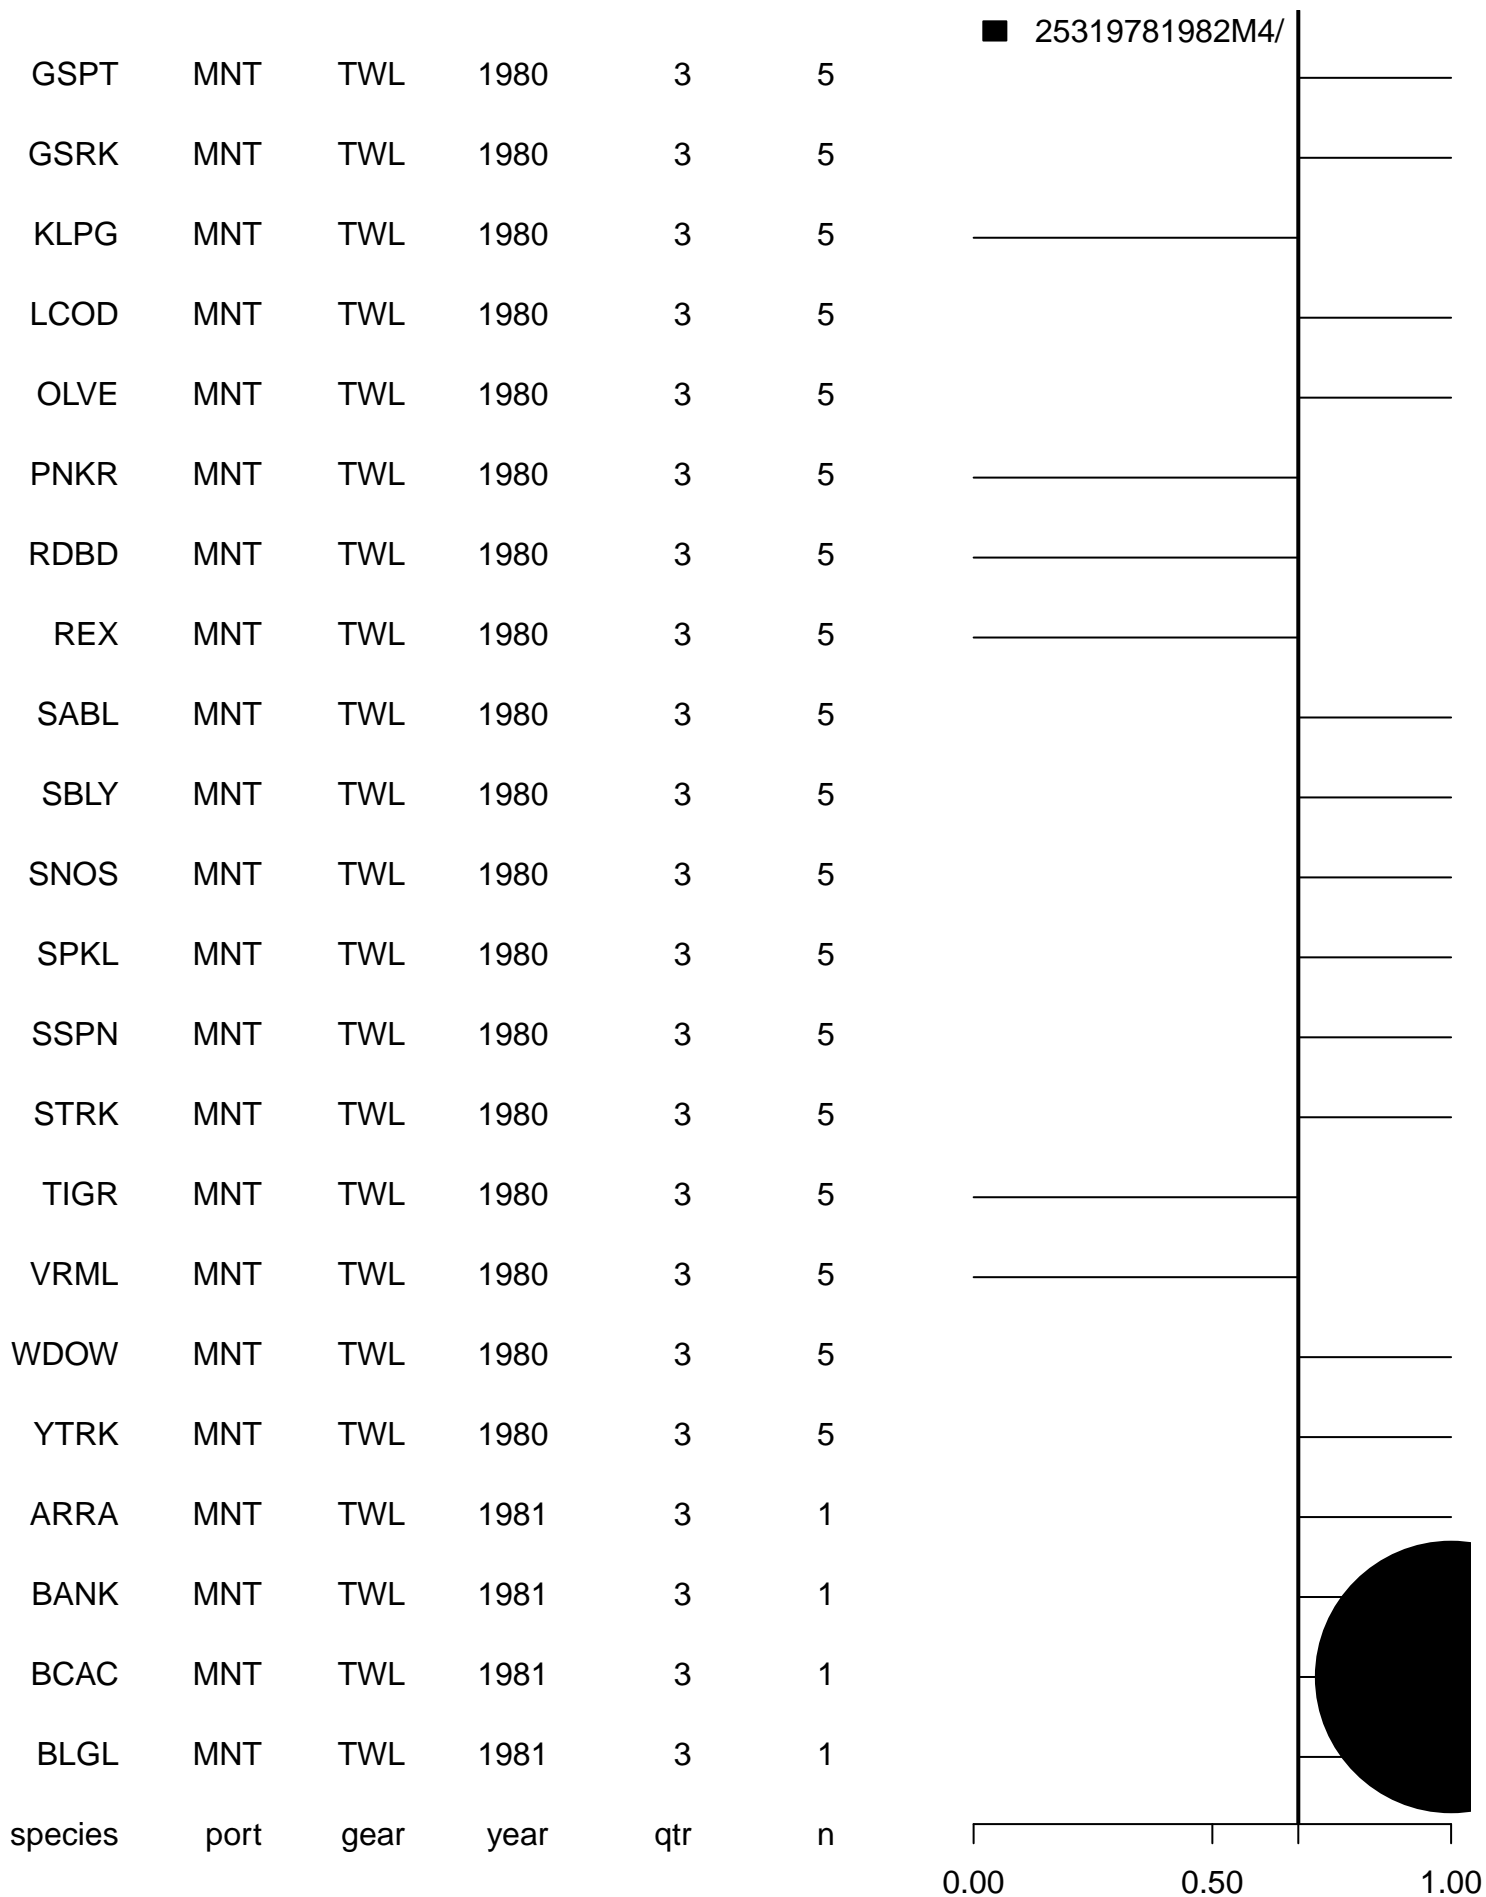 25319781982M4/
GSPT MNT TWL 1980 3 5
GSRK MNT TWL 1980 3 5
KLPG MNT TWL 1980 3 5
LCOD MNT TWL 1980 3 5
OLVE MNT TWL 1980 3 5
PNKR MNT TWL 1980 3 5
RDBD MNT TWL 1980 3 5
REX MNT TWL 1980 3 5
SABL MNT TWL 1980 3 5
SBLY MNT TWL 1980 3 5
SNOS MNT TWL 1980 3 5
SPKL MNT TWL 1980 3 5
SSPN MNT TWL 1980 3 5
STRK MNT TWL 1980 3 5
TIGR MNT TWL 1980 3 5
VRML MNT TWL 1980 3 5
WDOW MNT TWL 1980 3 5
YTRK MNT TWL 1980 3 5
ARRA MNT TWL 1981 3 1
BANK MNT TWL 1981 3 1
BCAC MNT TWL 1981 3 1
BLGL MNT TWL 1981 3 1
species port gear year qtr n
0.00 0.50 1.00